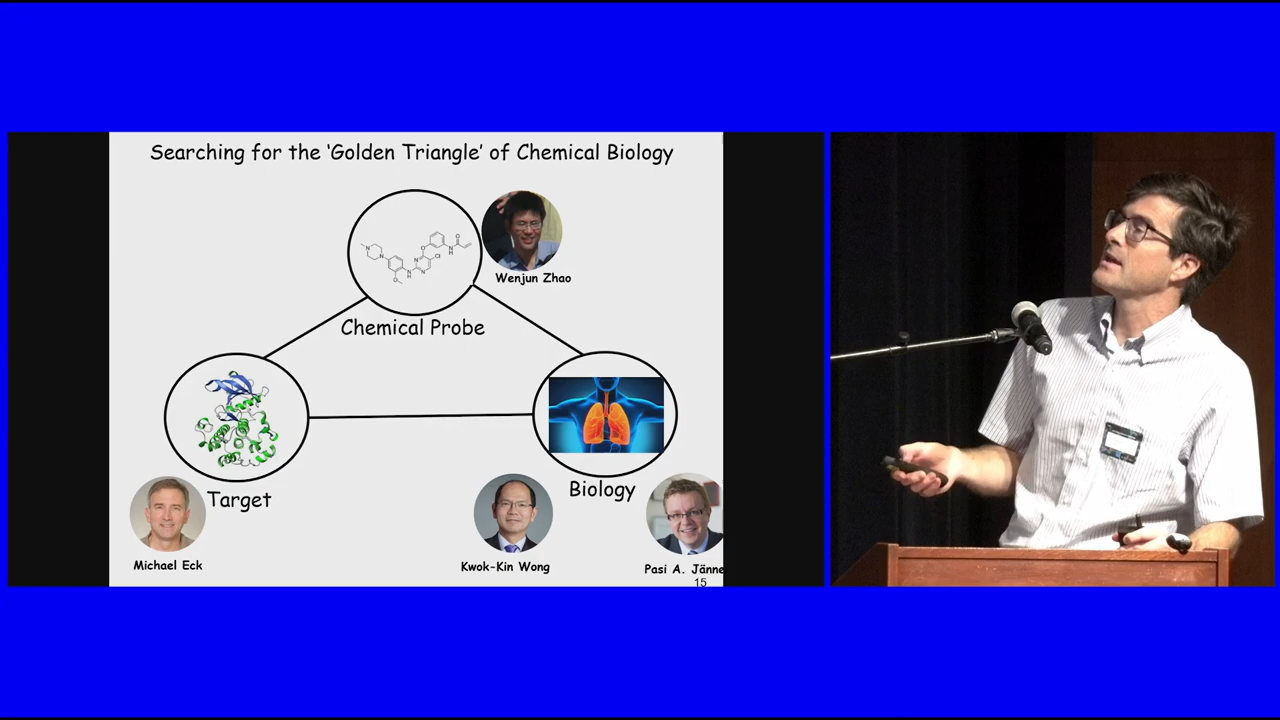 Searching for the ‘Golden Triangle’ of Chemical Biology
Wenjun Zhao
Chemical Probe
Target
Biology
Michael Eck
Kwok-Kin Wong
Pasi A. Jänne
15